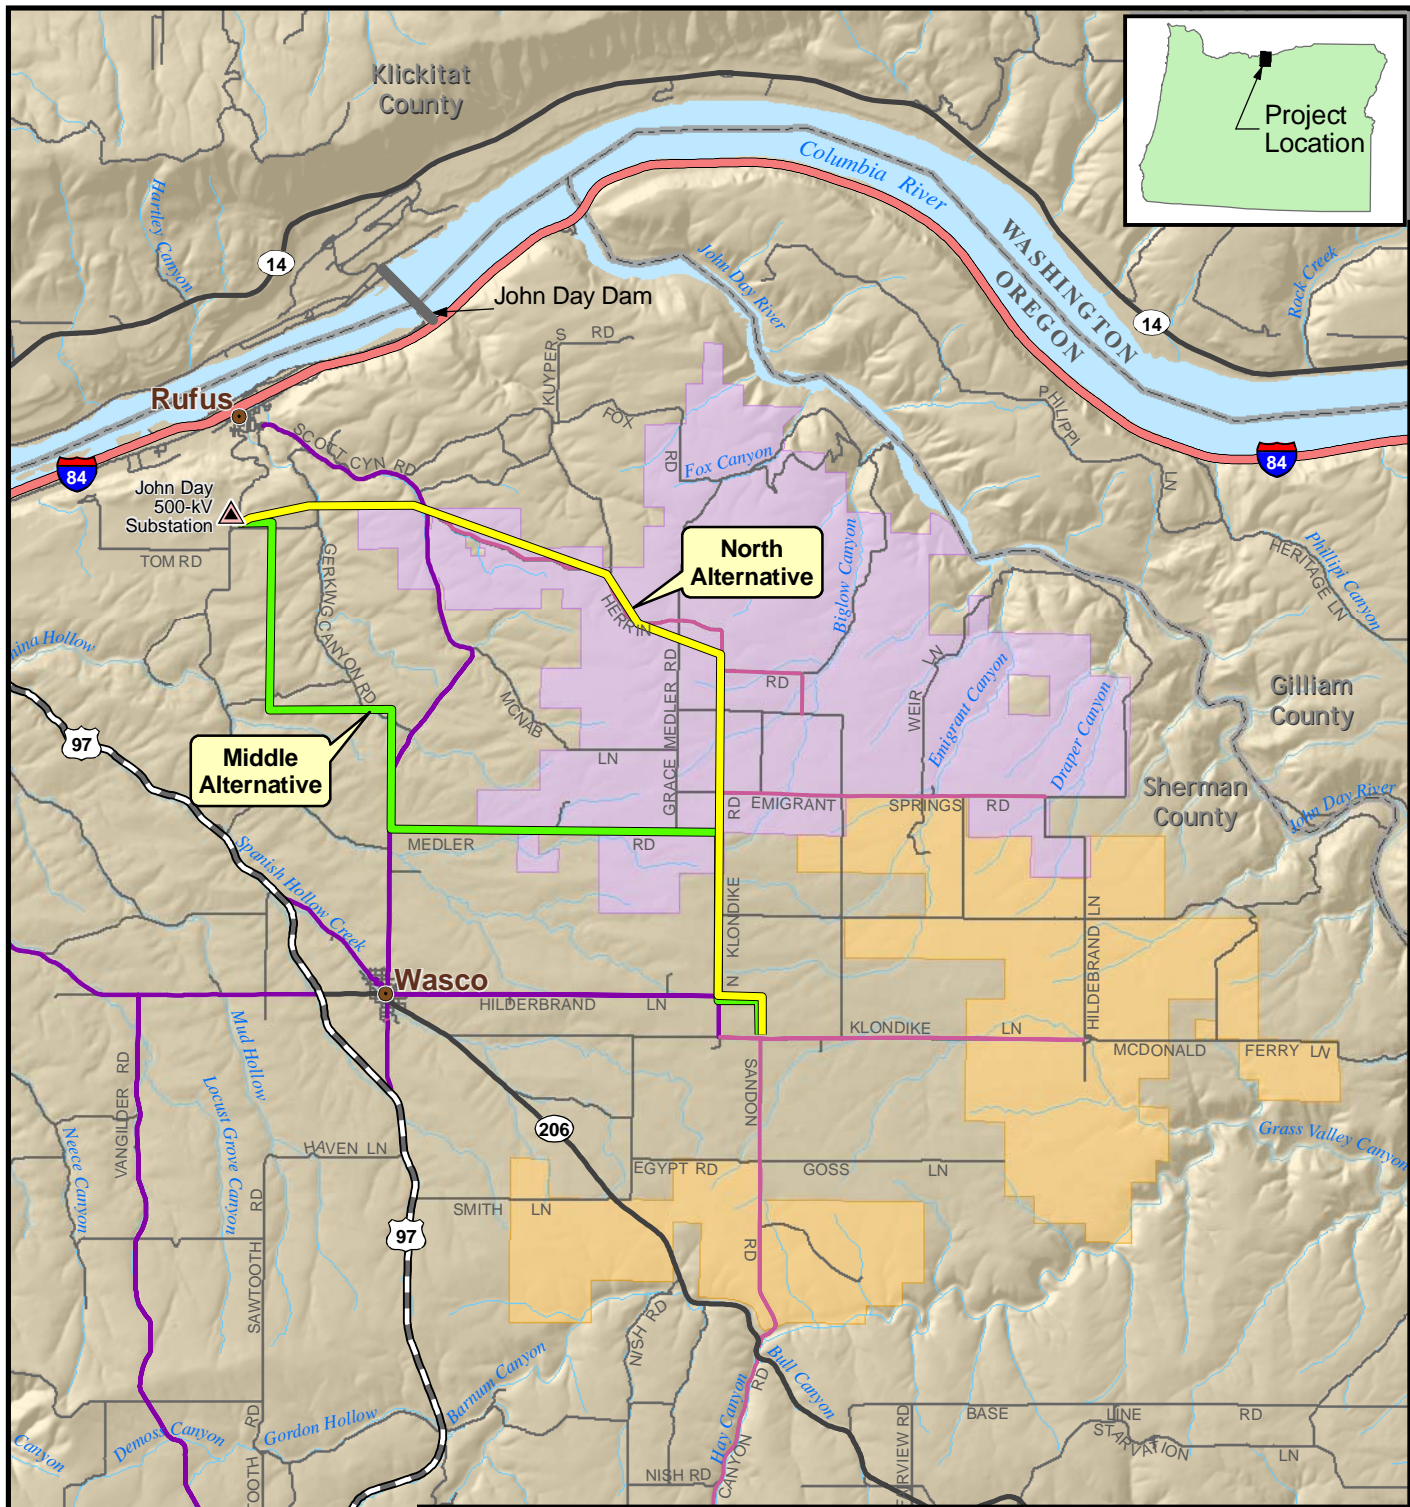 Klickitat
County
Project
Location
Columbia River
WASHINGTON
OREGON
Hartley Canyon
14
John Day River
Rock Creek
John Day Dam
14
KUYPERS RD
Rufus
PHILIPPI
LN
FOX
RD
SCOTT CYN RD
Fox Canyon
84
84
John Day
500-kV
Substation
TOM RD
GERKING CANYON RD
North
Alternative
Biglow Canyon
HERITAGE LN
Phillipi Canyon
HERRIN
RD
WEIR
LN
Emigrant Canyon
Draper Canyon
Gilliam
County
MCNAB
LN
GRACE MEDLER RD
97
Middle
Alternative
Sherman
County
John Day River
EMIGRANT SPRINGS RD
MEDLER RD
N KLONDIKE RD
Spanish Hollow Creek
HILDEBRAND LN
Wasco
HILDERBRAND LN
KLONDIKE LN
MCDONALD FERRY LN
Mud Hollow
Locust Grove Canyon
VANGILDER RD
Neece Canyon
SANDON
RD
206
Grass Valley Canyon
HAVEN LN
EGYPT RD
GOSS LN
SMITH LN
97
SAWTOOTH RD
NISH RD
Barnum Canyon
Bull Canyon
Hay Canyon
CANYON RD
Gordon Hollow
Demoss Canyon
Canyon
BASE LINE RD
STARVATION
LN
NISH RD